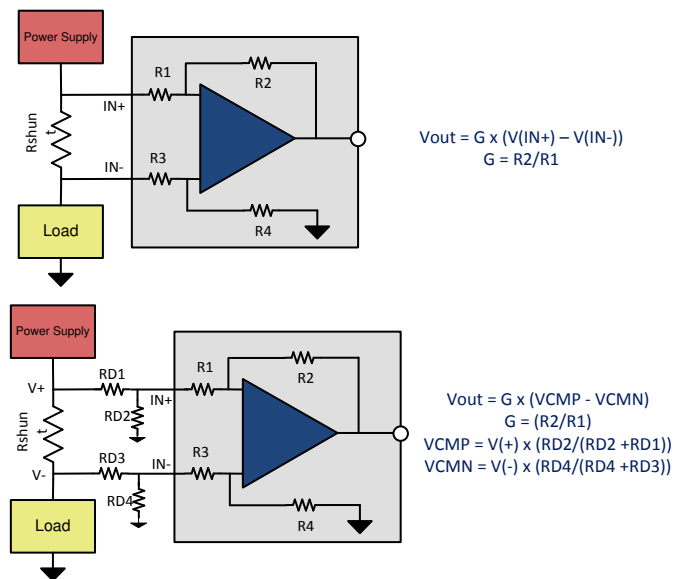 Power Supply
Rshun
t
IN+
IN-
R1
R2
R3
R4
Load
Vout = G x (V(IN+) – V(IN-))
G = R2/R1
Power Supply
V+
RD1
RD2
IN+
R1
R2
Rshun
t
V-
RD3
RD4
IN-
R3
R4
Load
Vout = G x (VCMP - VCMN)
G = (R2/R1)
VCMP = V(+) x (RD2/(RD2 +RD1))
VCMN = V(-) x (RD4/(RD4 +RD3))